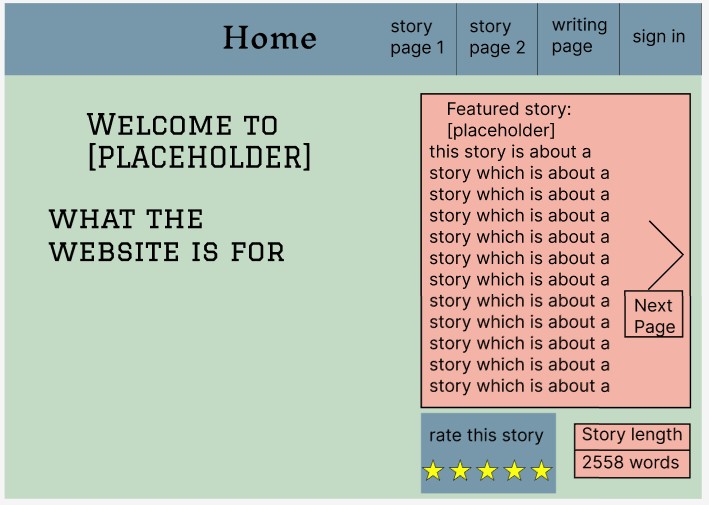 Home
story
page 1
story
page 2
writing
page
sign in
Welcome to
[placeholder]
what the
website is for
Featured story:
[placeholder]
this story is about a
story which is about a
story which is about a
story which is about a
story which is about a
story which is about a
story which is about a
story which is about a
story which is about a
story which is about a
story which is about a
story which is about a
Next
Page
rate this story
Story length
2558 words